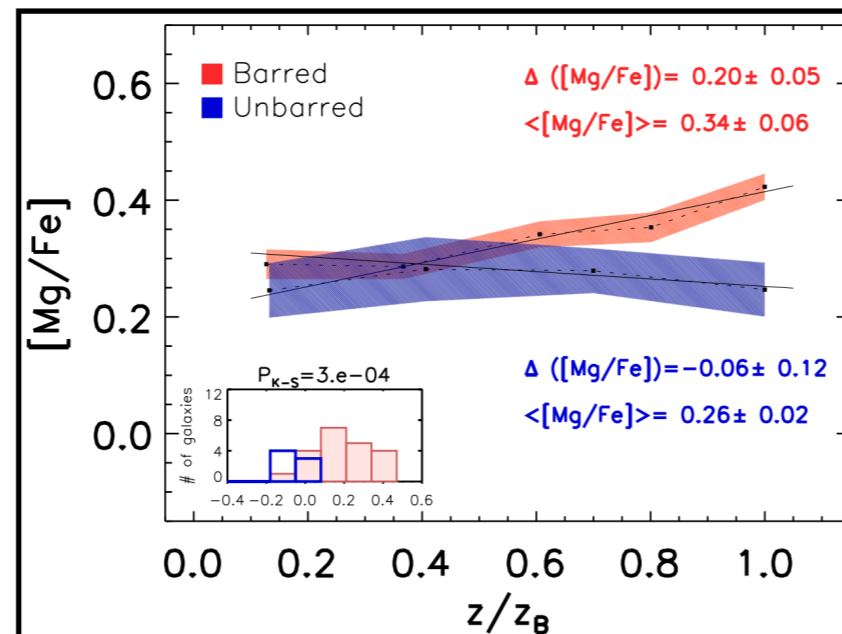 Barred
Unbarred
Δ ([Mg/Fe])= 0.20± 0.05
<[Mg/Fe]>= 0.34± 0.06
Δ ([Mg/Fe])=-0.06± 0.12
<[Mg/Fe]>= 0.26± 0.02
[Mg/Fe]
0.6
0.4
0.2
0.0
P_K-S=3.e-04
# of galaxies
12
8
4
0
-0.4 -0.2 0.0 0.2 0.4 0.6
0.0 0.2 0.4 0.6 0.8 1.0
z/z_B